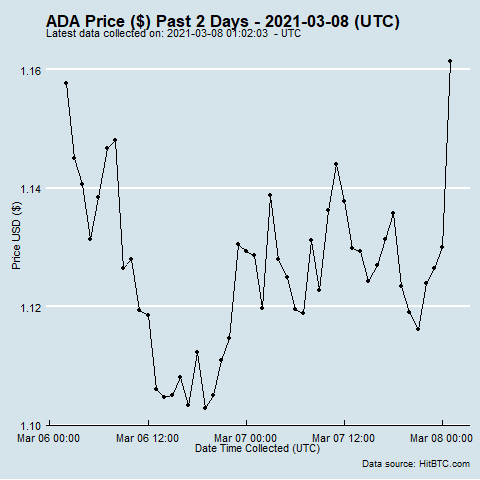 ADA Price ($) Past 2 Days - 2021-03-08 (UTC)
Latest data collected on: 2021-03-08 01:02:03  - UTC
1.16
1.14
1.12
1.10
Price USD ($)
Mar 06 00:00 Mar 06 12:00 Mar 07 00:00 Mar 07 12:00 Mar 08 00:00
Date Time Collected (UTC)
Data source: HitBTC.com